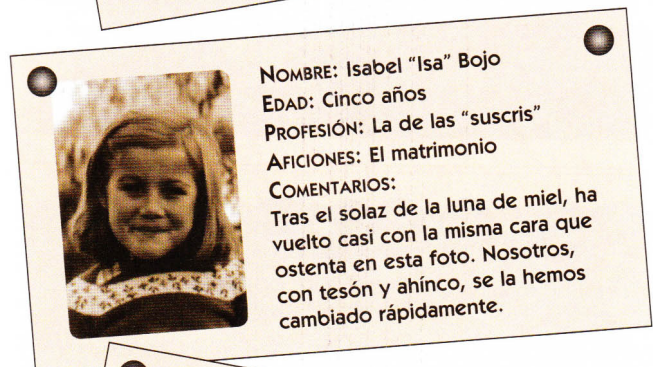 NOMBRE: Isabel “Isa” Bojo
EDAD: Cinco años
PROFESIÓN: La de las “suscris”
AFICIONES: El matrimonio
COMENTARIOS:
Tras el solaz de la luna de miel, ha
vuelto casi con la misma cara que
ostenta en esta foto. Nosotros,
con tesón y ahínco, se la hemos
cambiado rápidamente.